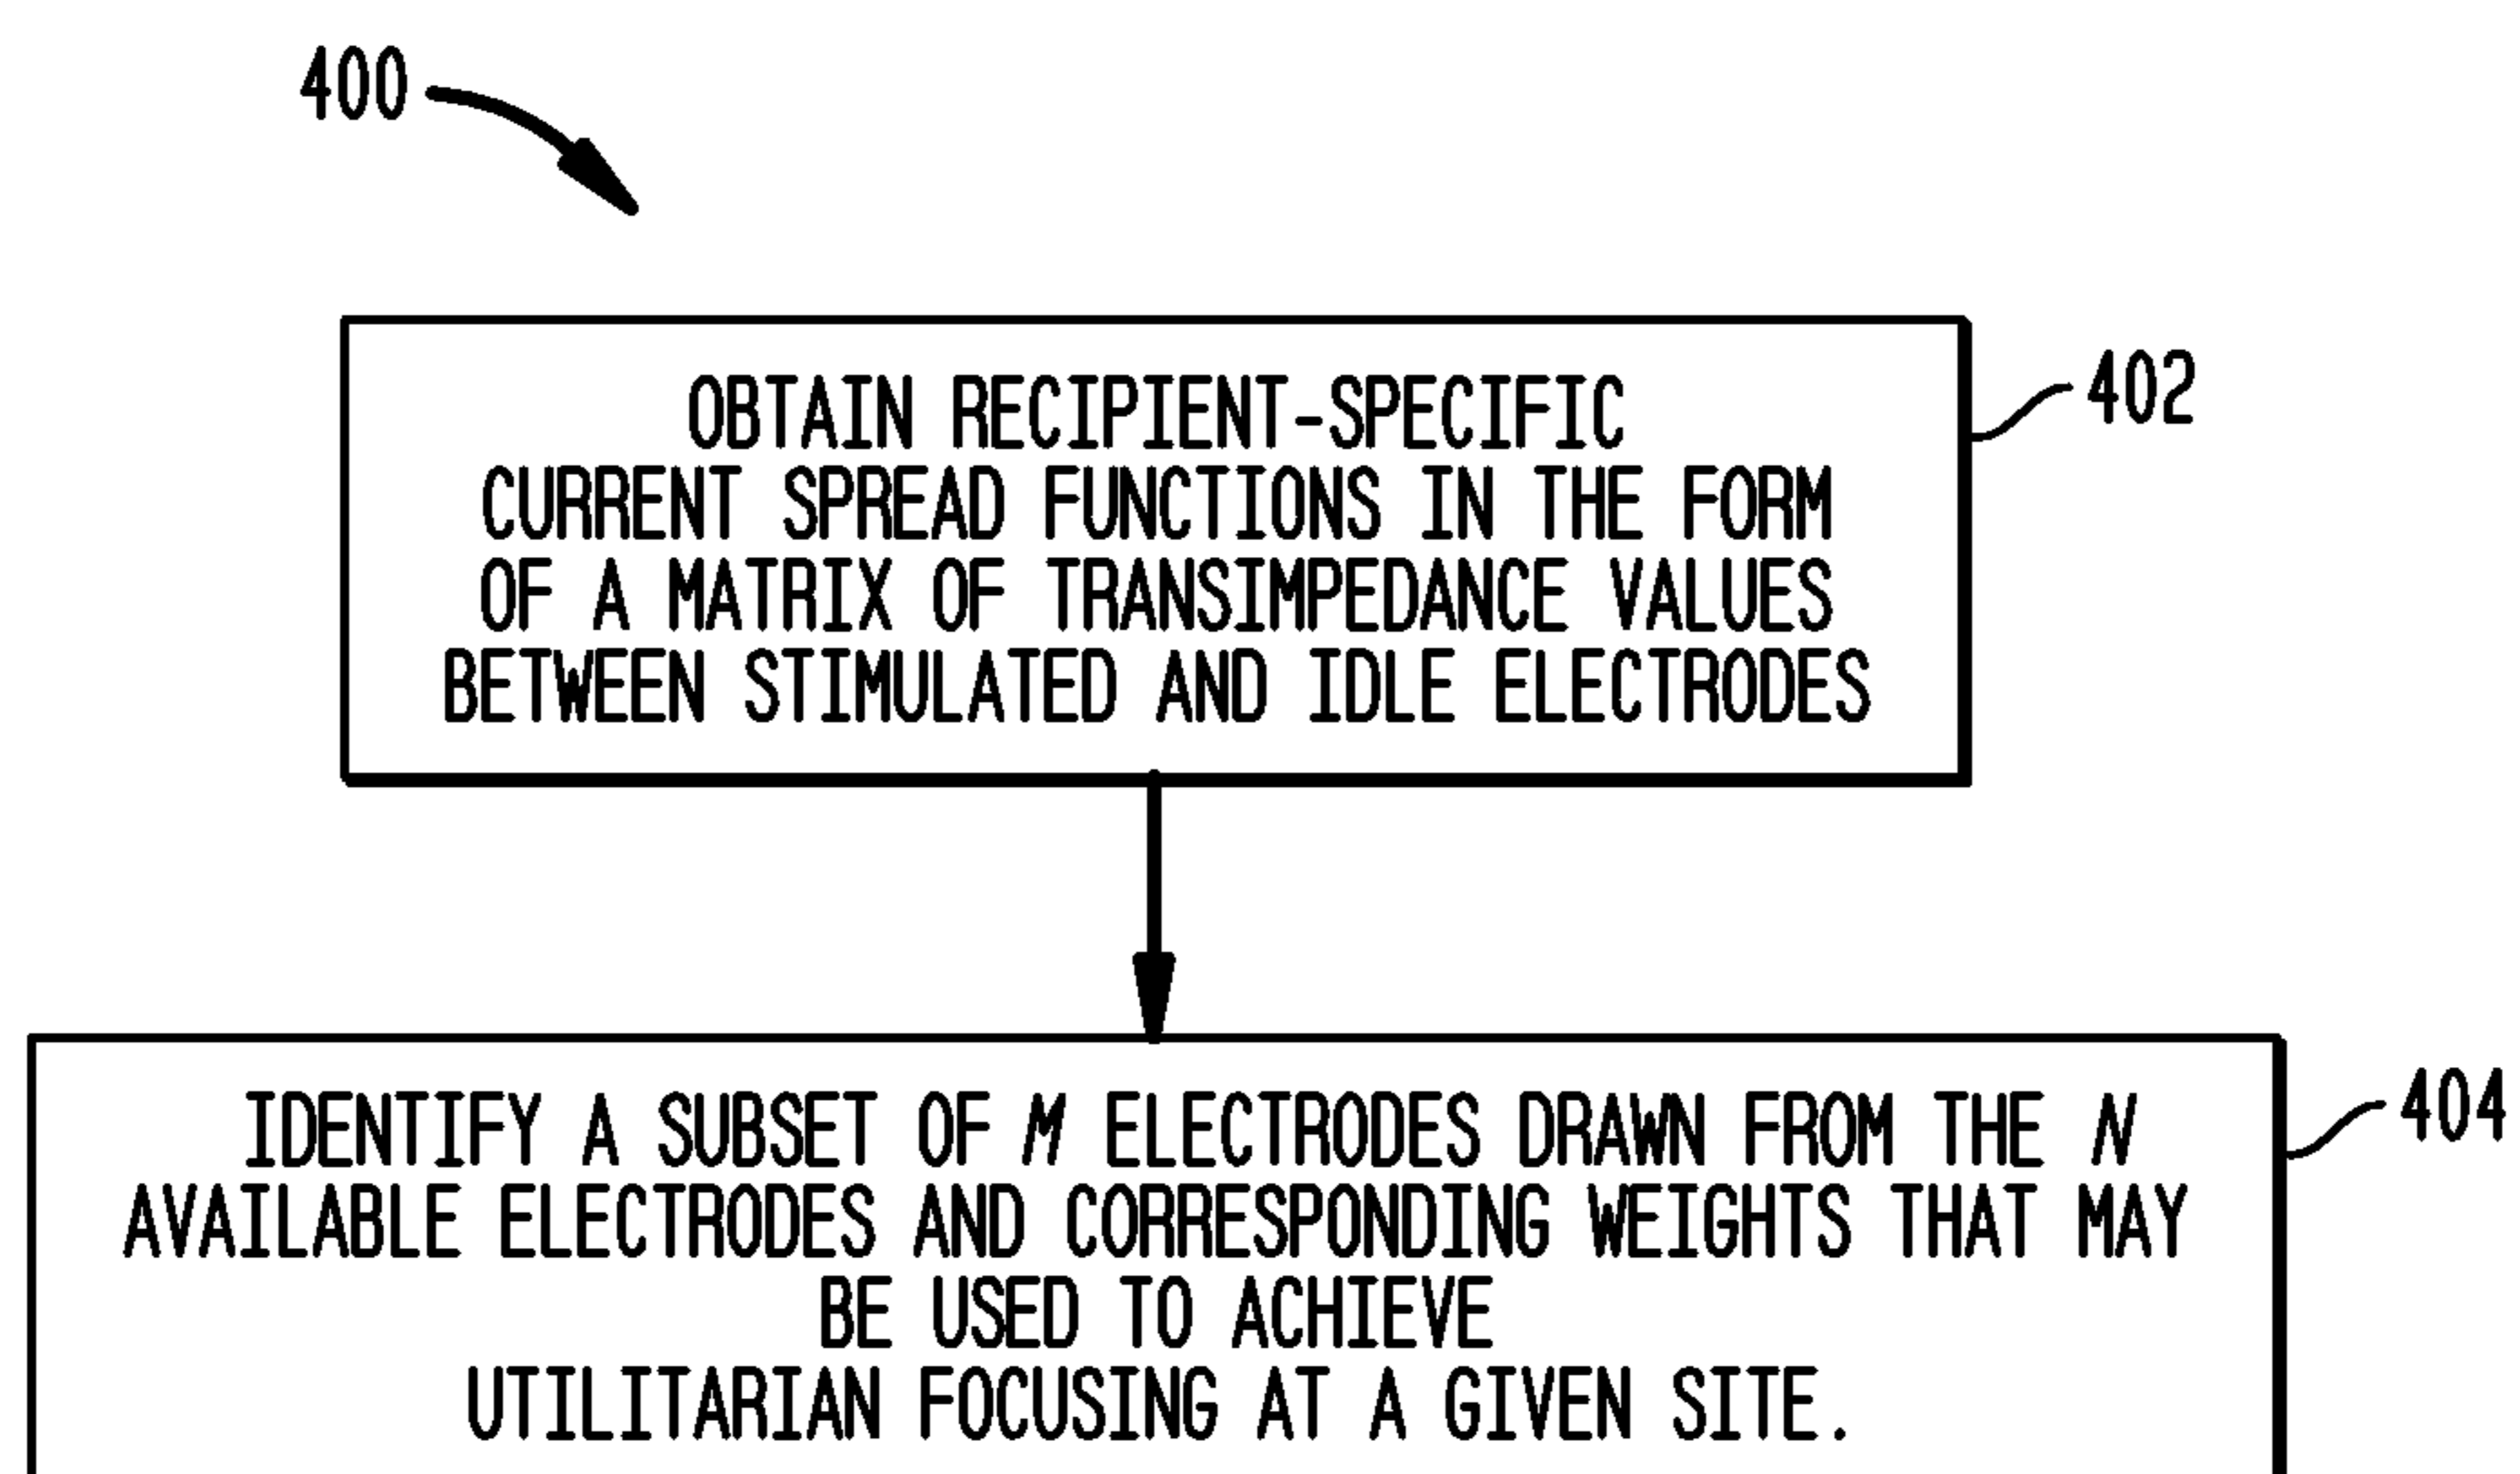 400
OBTAIN RECIPIENT-SPECIFIC
CURRENT SPREAD FUNCTIONS IN THE FORM
OF A MATRIX OF TRANSIMPEDANCE VALUES
BETWEEN STIMULATED AND IDLE ELECTRODES
402
IDENTIFY A SUBSET OF M ELECTRODES DRAWN FROM THE N
AVAILABLE ELECTRODES AND CORRESPONDING WEIGHTS THAT MAY
BE USED TO ACHIEVE
UTILITARIAN FOCUSING AT A GIVEN SITE.
404